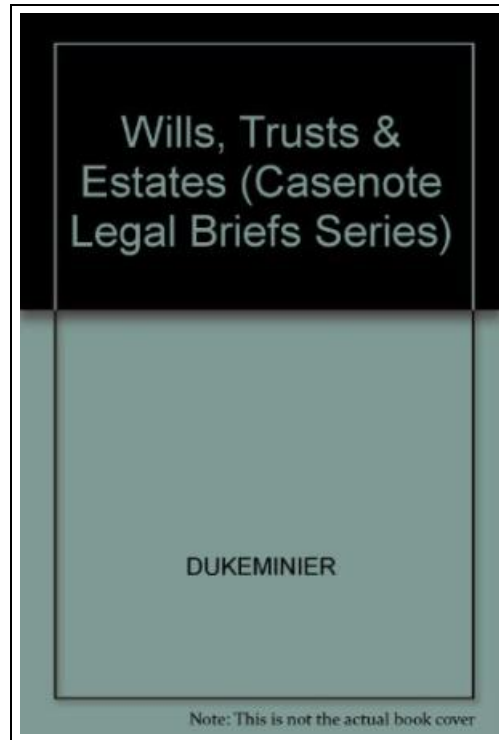 Wills, Trusts &
Estates (Casenote
Legal Briefs Series)
DUKEMINIER
Note: This is not the actual book cover